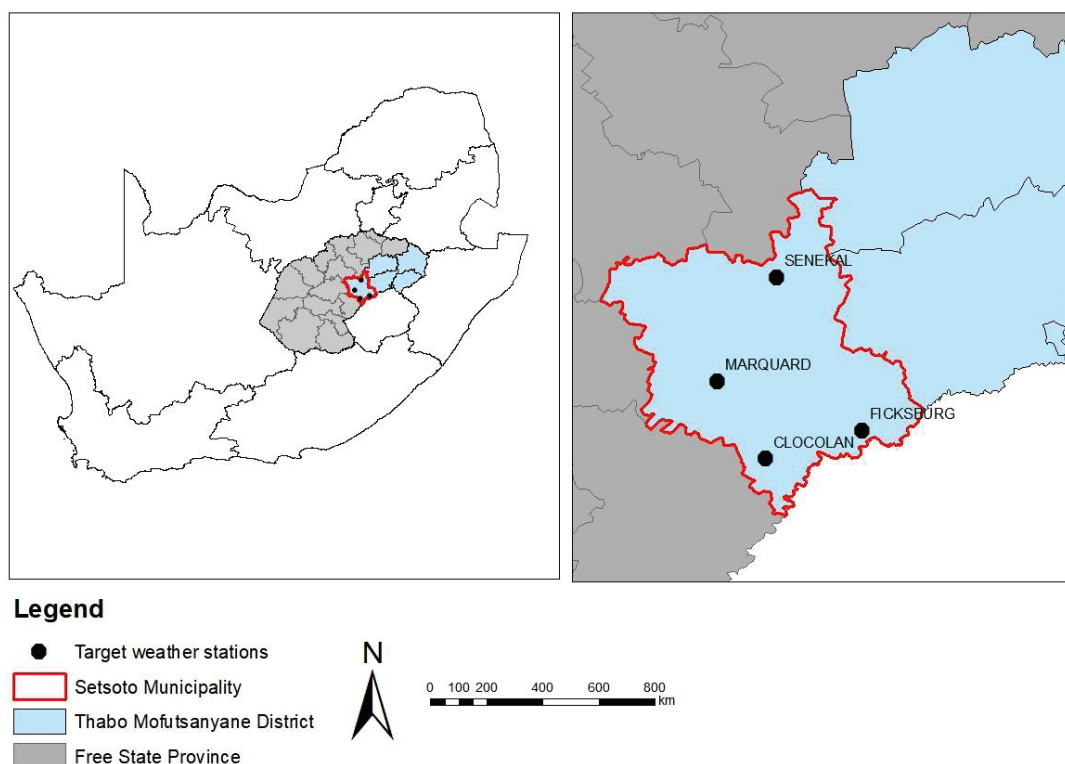 SENEKAL
MARQUARD
FICKSBURG
CLOCOLAN
Legend
Target weather stations
Setsoto Municipality
Thabo Mofutsanyane District
Free State Province
N
0 100 200 400 600 800
km